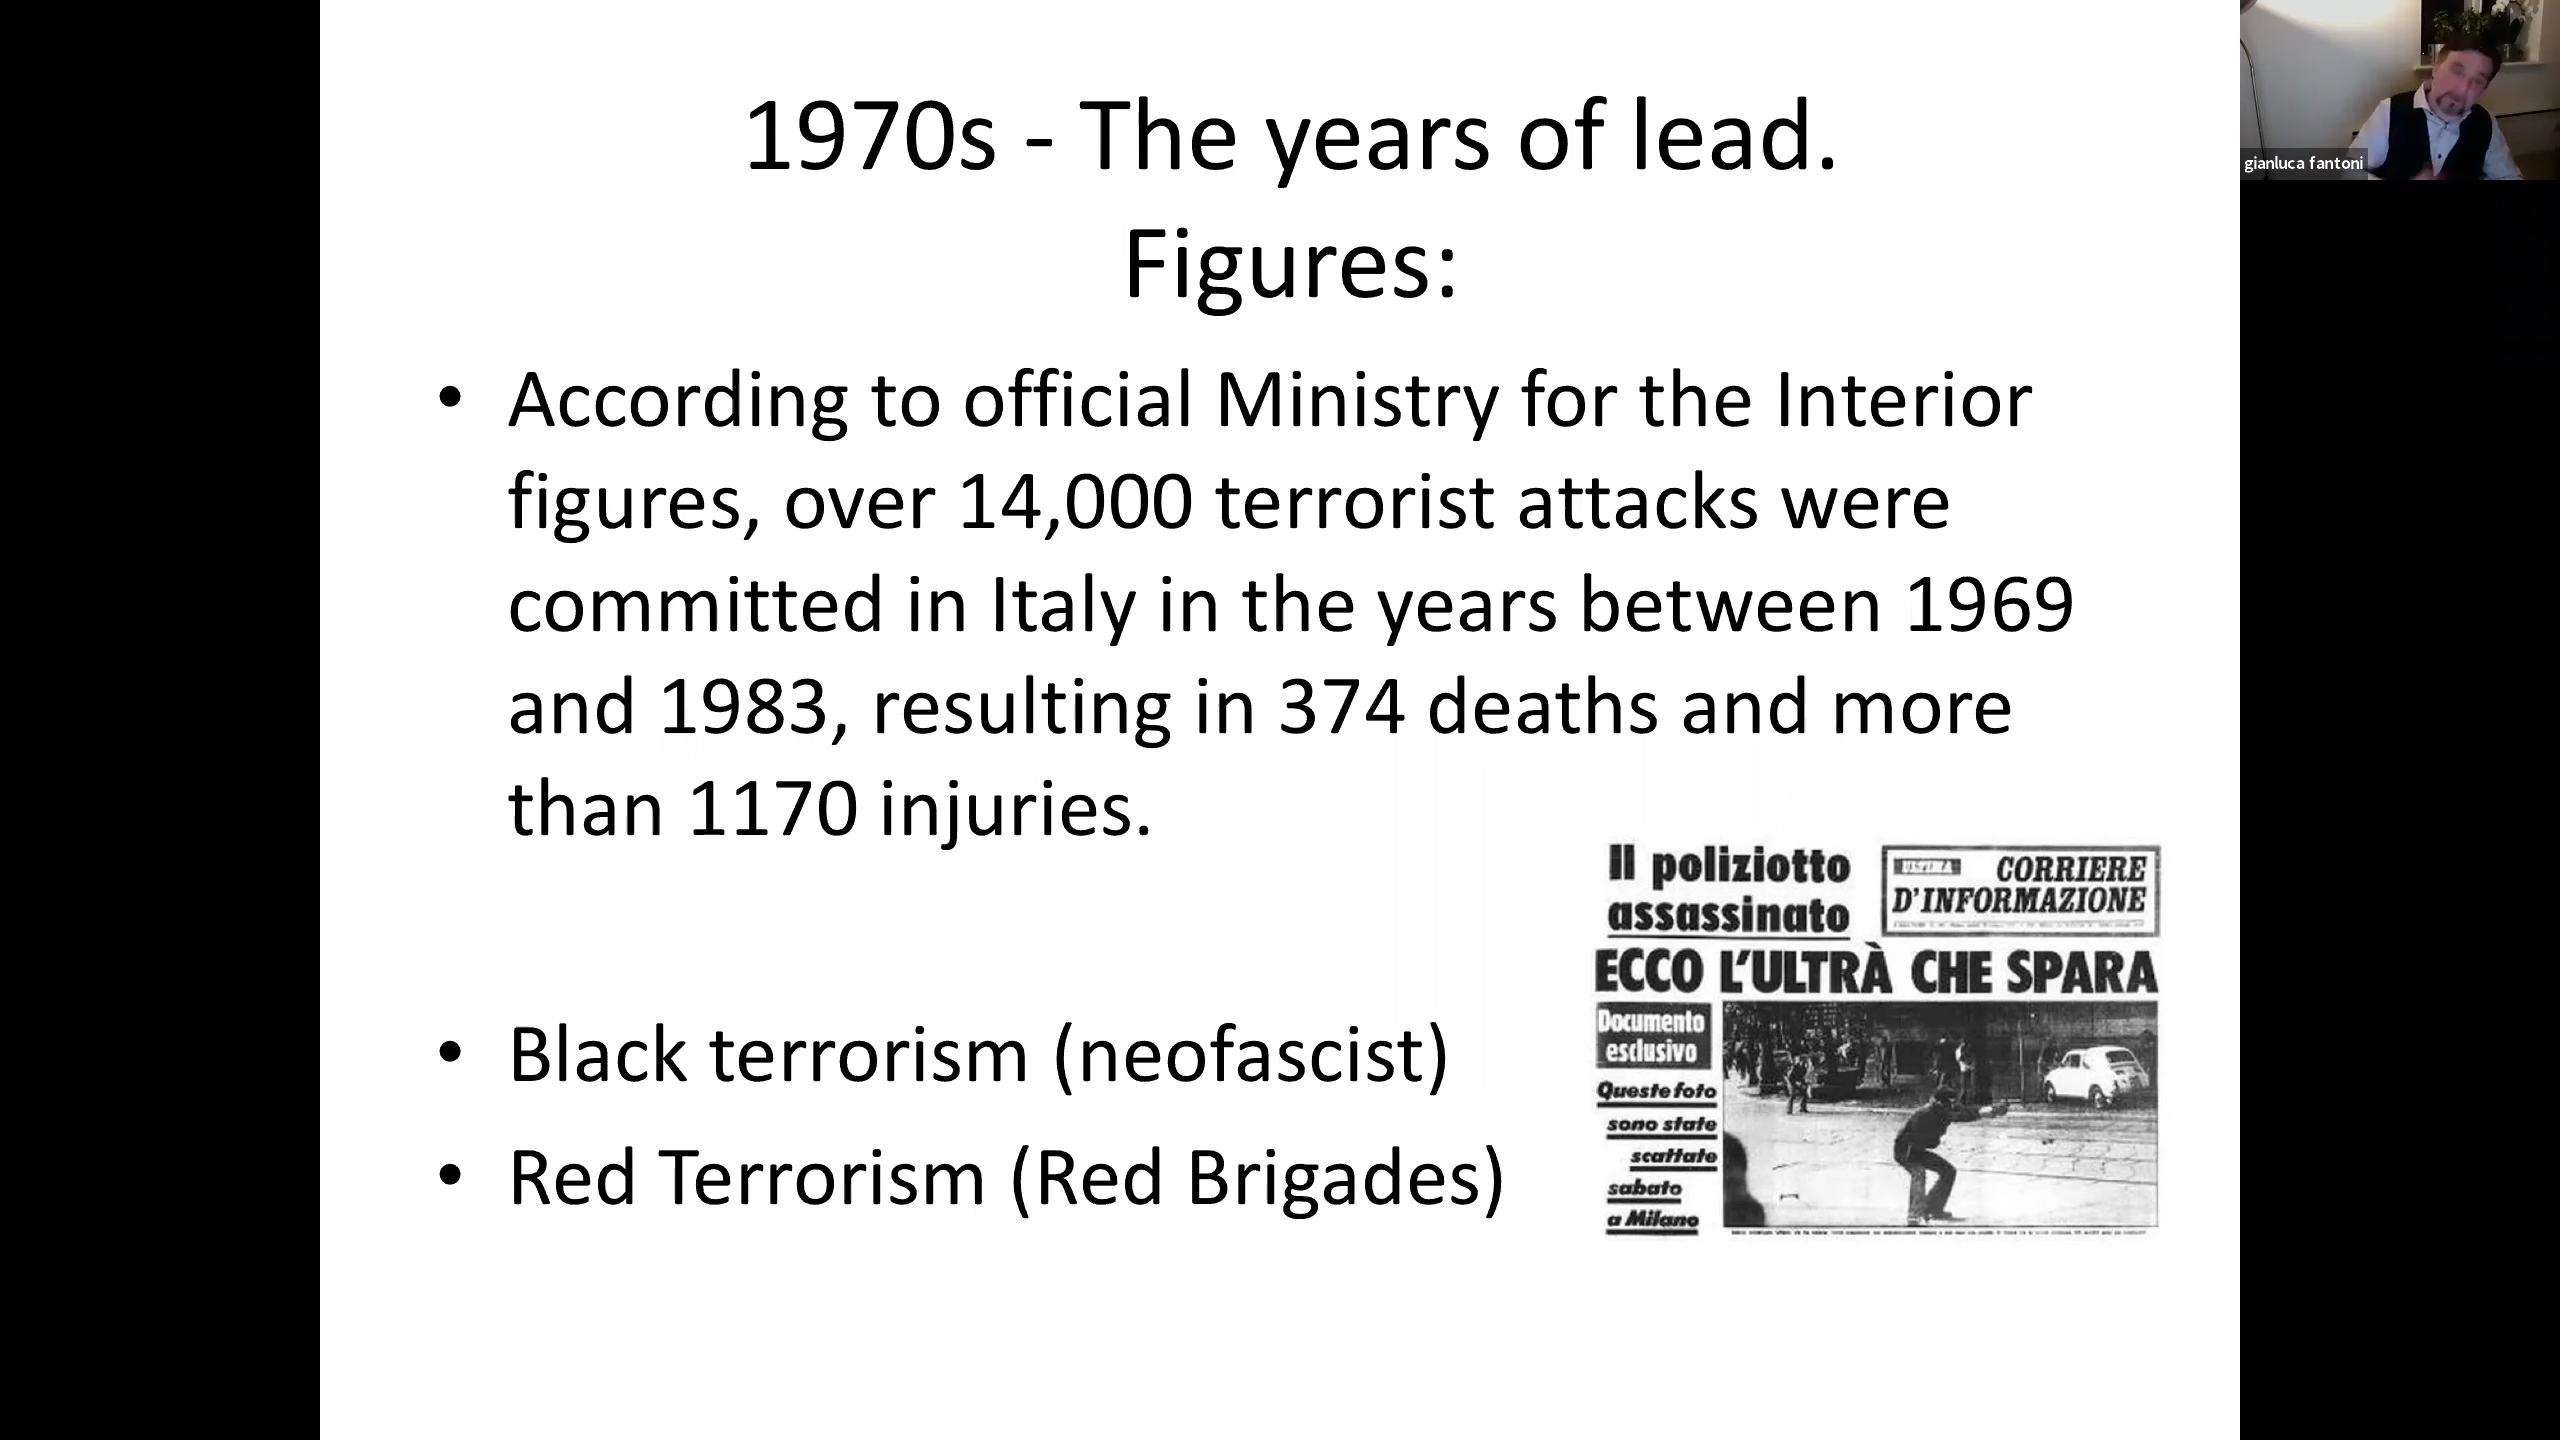 1970s - The years of lead.
Figures:
• According to official Ministry for the Interior
figures, over 14,000 terrorist attacks were
committed in Italy in the years between 1969
and 1983, resulting in 374 deaths and more
than 1170 injuries.
• Black terrorism (neofascist)
• Red Terrorism (Red Brigades)
Il poliziotto
assassinato
ULTIMA CORRIERE
D'INFORMAZIONE
ECCO L'ULTRÀ CHE SPARA
Documento
esclusivo
Queste foto
sono state
scattate
sabato
a Milano
gianluca fantoni